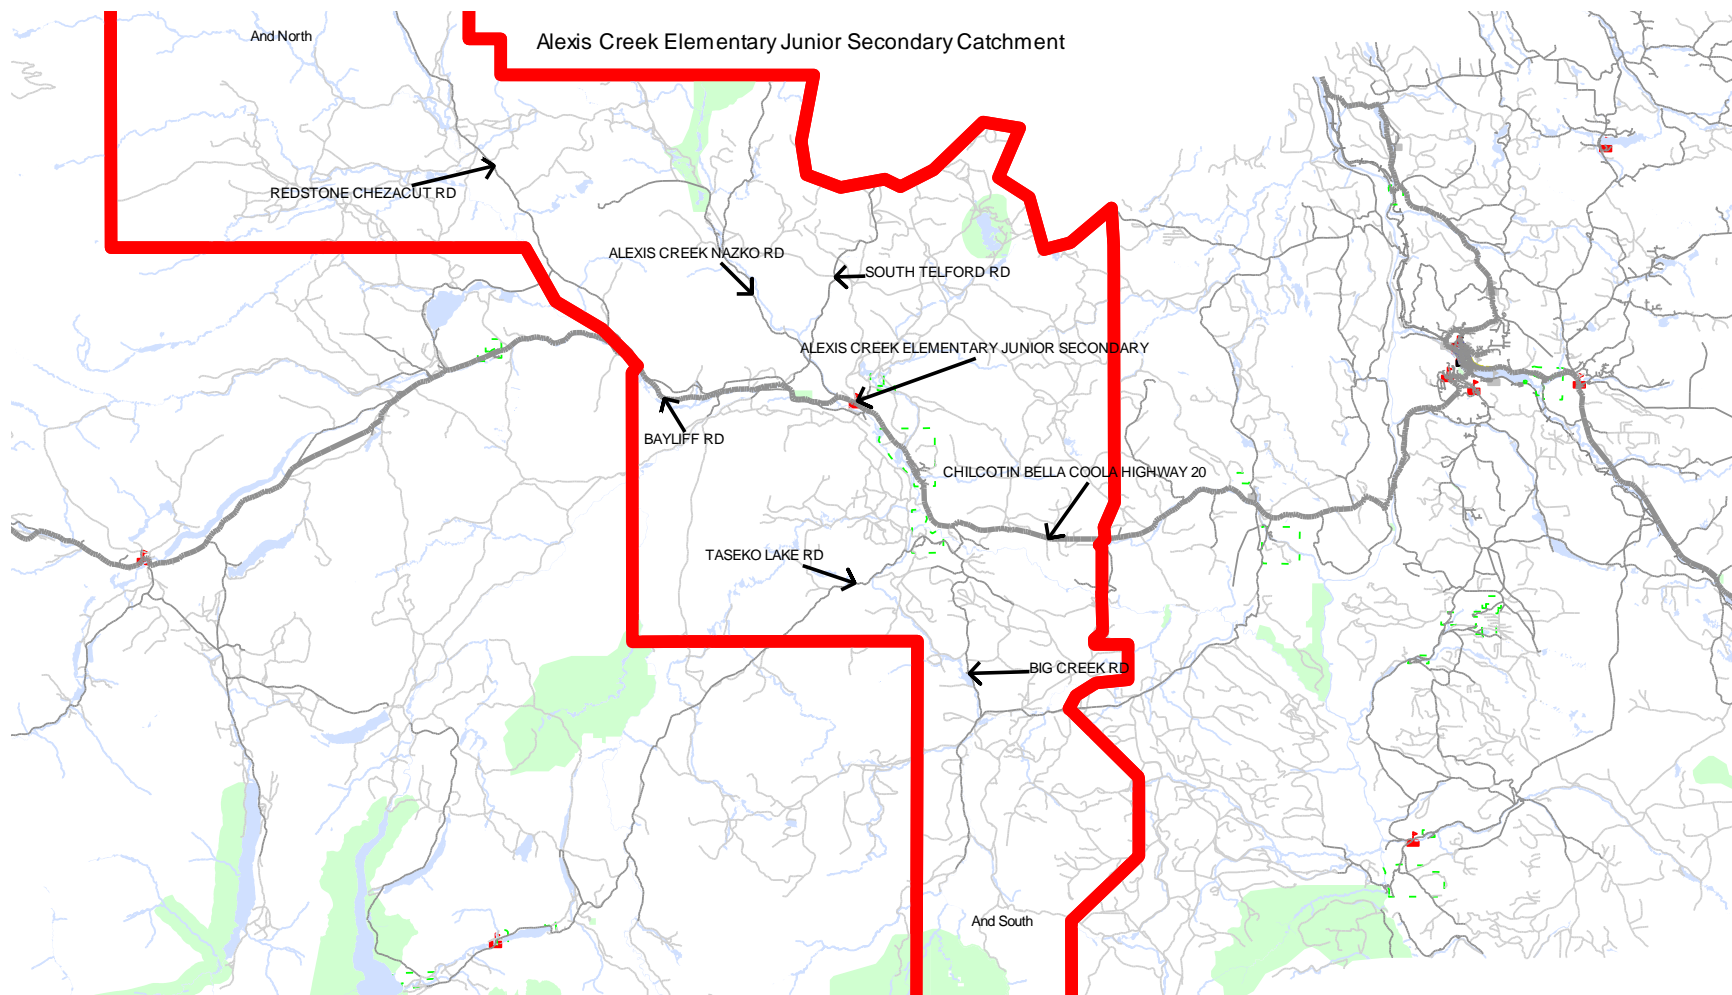 And North
Alexis Creek Elementary Junior Secondary Catchment
REDSTONE CHEZACUT RD
ALEXIS CREEK NAZKO RD
SOUTH TELFORD RD
ALEXIS CREEK ELEMENTARY JUNIOR SECONDARY
BAYLIFF RD
CHILCOTIN BELLA COOLA HIGHWAY 20
TASEKO LAKE RD
BIG CREEK RD
And South